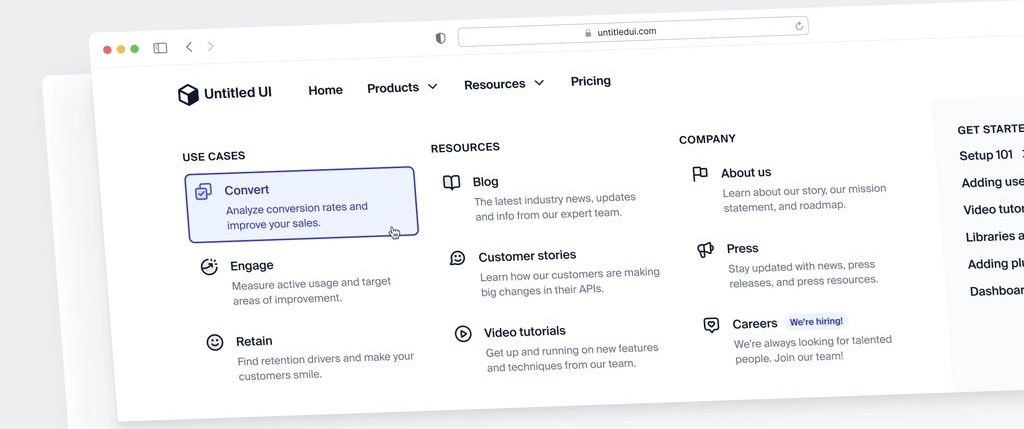 untitledui.com
Untitled UI
Home
Products
Resources
Pricing
USE CASES
Convert
Analyze conversion rates and
improve your sales.
Engage
Measure active usage and target
areas of improvement.
Retain
Find retention drivers and make your
customers smile.
RESOURCES
Blog
The latest industry news, updates
and info from our expert team.
Customer stories
Learn how our customers are making
big changes in their APIs.
Video tutorials
Get up and running on new features
and techniques from our team.
COMPANY
About us
Learn about our story, our mission
statement, and roadmap.
Press
Stay updated with news, press
releases, and press resources.
Careers
We're hiring!
We're always looking for talented
people. Join our team!
GET STARTE
Setup 101
Adding use
Video tutor
Libraries a
Adding plu
Dashboar